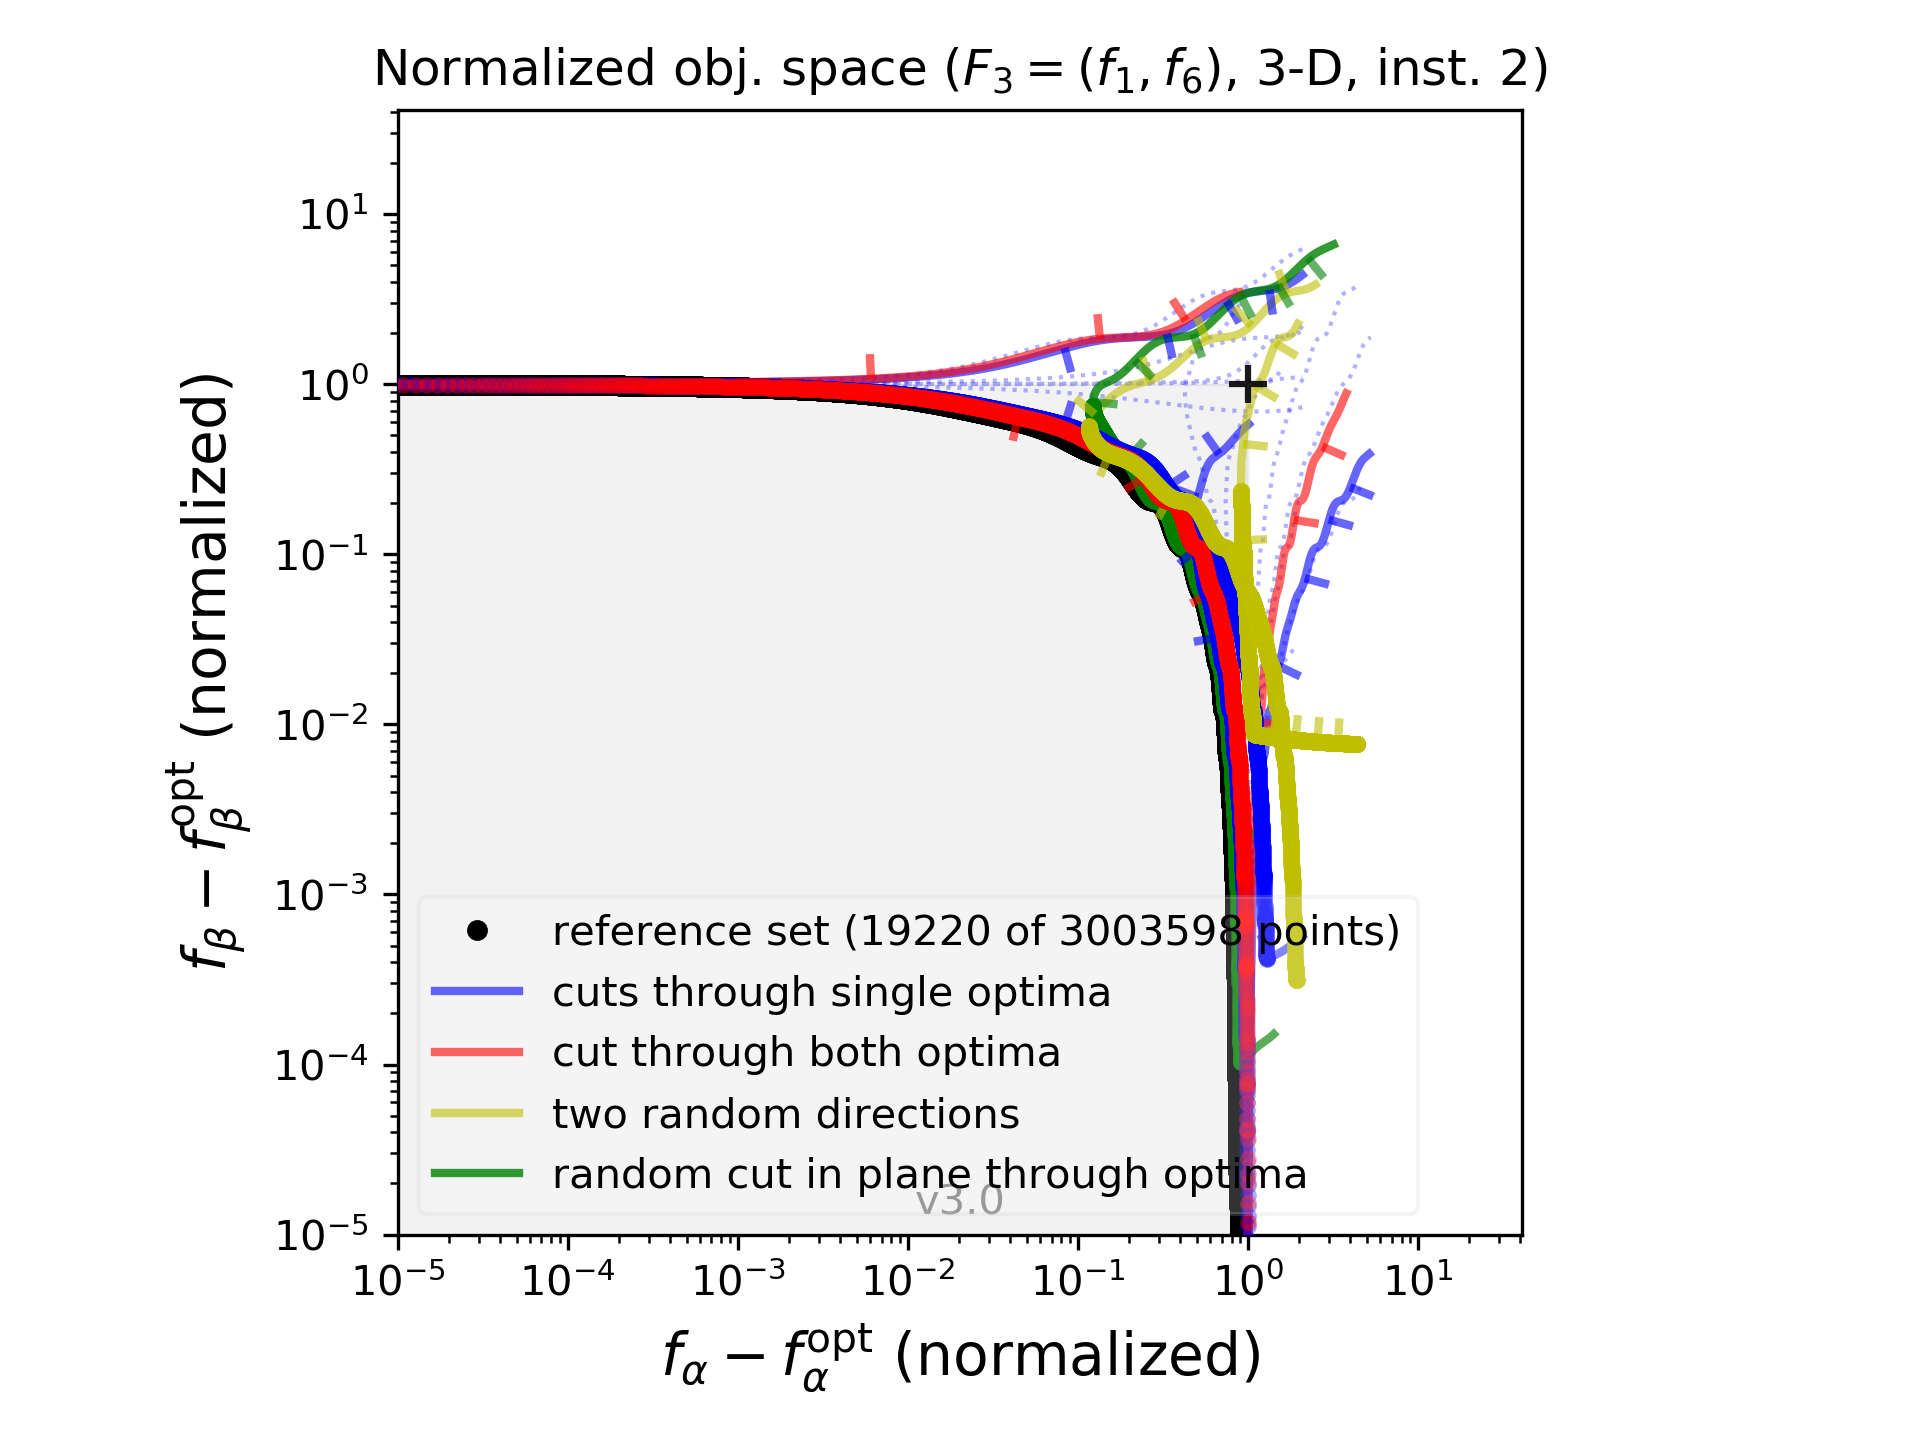 Normalized obj. space (F₃ = (f₁, f₆), 3-D, inst. 2)
f_β − f_β^opt (normalized)
10¹
10⁰
10⁻¹
10⁻²
10⁻³
10⁻⁴
10⁻⁵
reference set (19220 of 3003598 points)
cuts through single optima
cut through both optima
two random directions
random cut in plane through optima
v3.0
10⁻⁵ 10⁻⁴ 10⁻³ 10⁻² 10⁻¹ 10⁰ 10¹
f_α − f_α^opt (normalized)